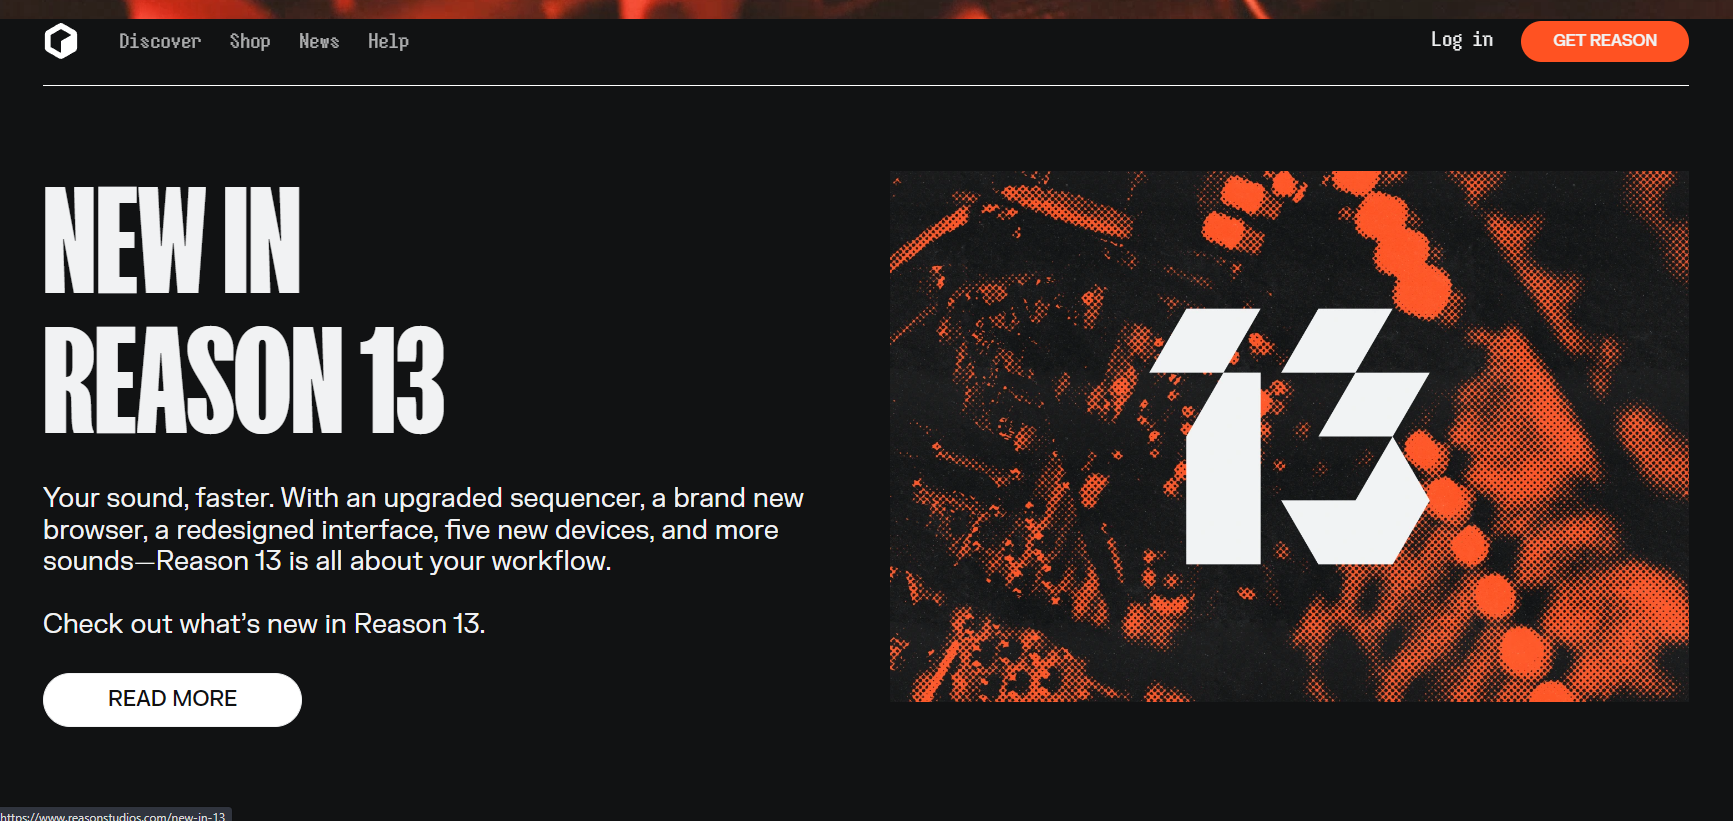 Discover Shop News Help Log in GET REASON
NEW IN
REASON 13
Your sound, faster. With an upgraded sequencer, a brand new
browser, a redesigned interface, five new devices, and more
sounds—Reason 13 is all about your workflow.
Check out what’s new in Reason 13.
READ MORE
13
https://www.reasonstudios.com/new-in-13